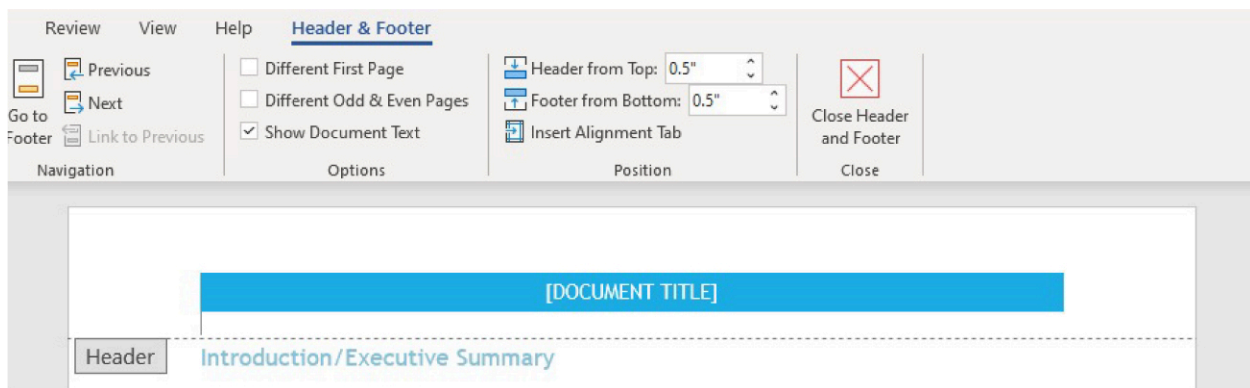 Review View Help Header & Footer
Go to Footer
Previous
Next
Link to Previous
Navigation
Different First Page
Different Odd & Even Pages
Show Document Text
Options
Header from Top: 0.5"
Footer from Bottom: 0.5"
Insert Alignment Tab
Position
Close Header
and Footer
Close
[DOCUMENT TITLE]
Header
Introduction/Executive Summary